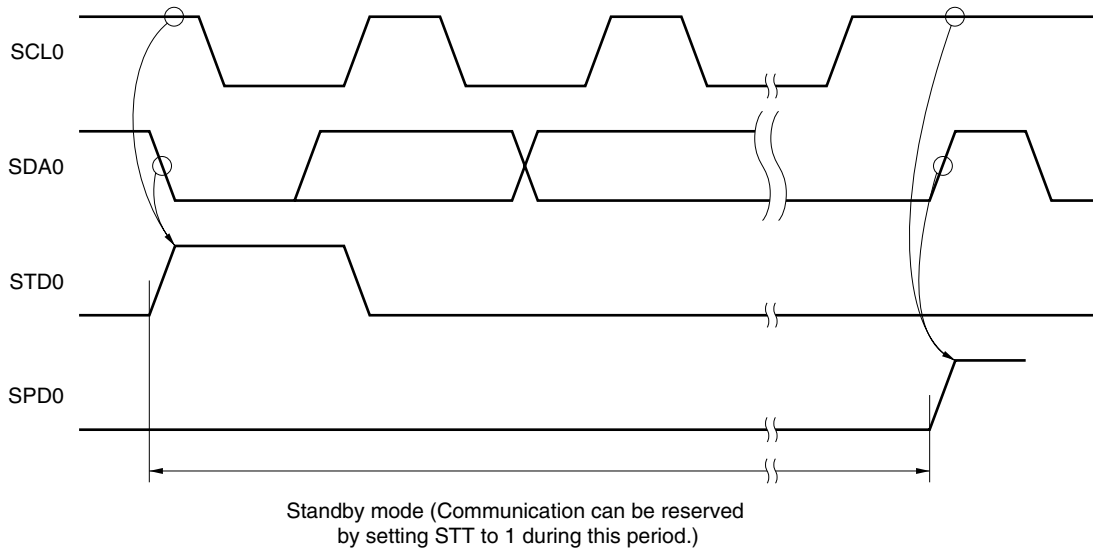 SCL0
SDA0
STD0
SPD0
Standby mode (Communication can be reserved
by setting STT to 1 during this period.)